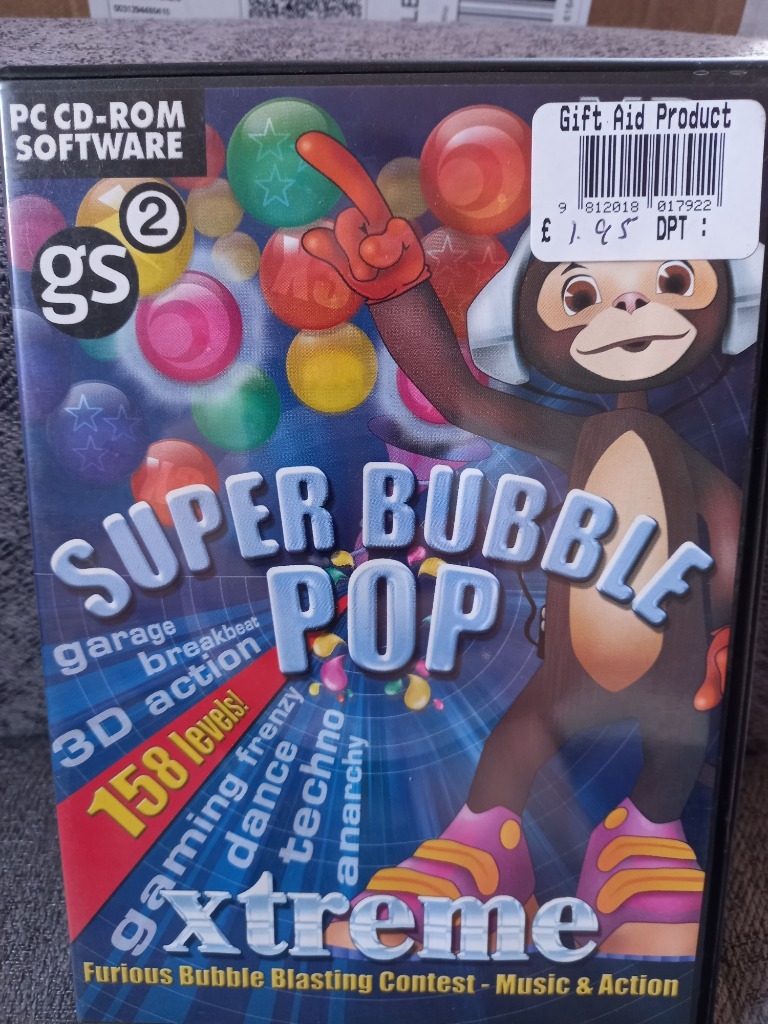 PC CD-ROM
SOFTWARE
gs
2
Gift Aid Product
9 812018 017922
£ 1.95 DPT :
SUPER BUBBLE
POP
garage
breakbeat
3D action
158 levels!
gaming frenzy
dance
techno
anarchy
xtreme
Furious Bubble Blasting Contest - Music & Action